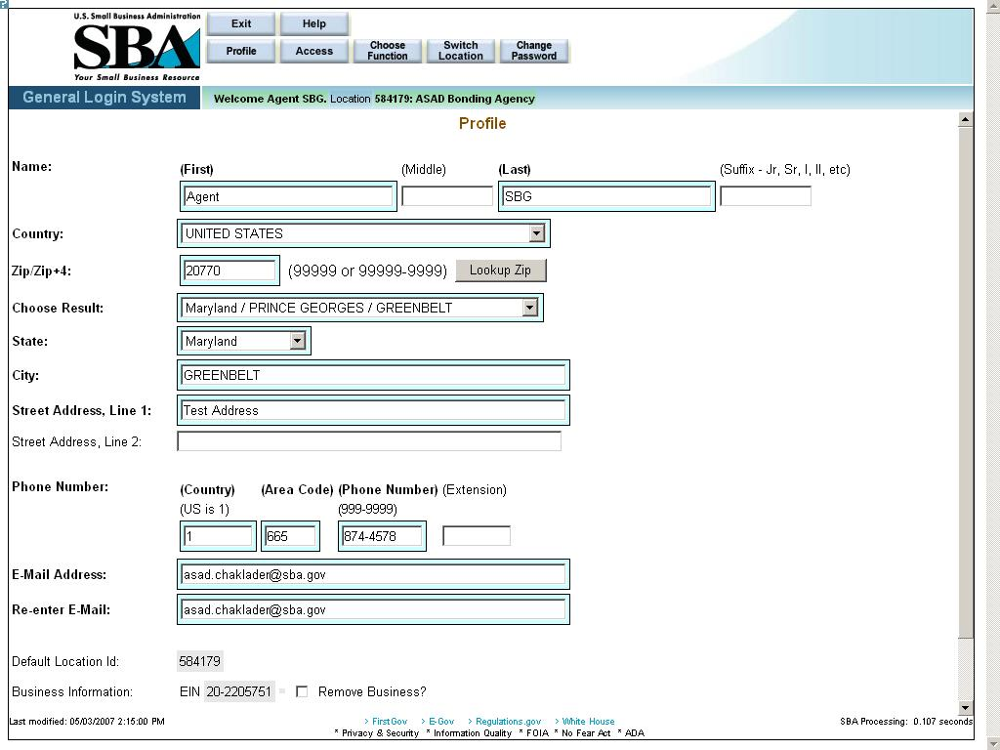 U.S. Small Business Administration
SBA
Your Small Business Resource
Exit Help
Profile Access Choose Function Switch Location Change Password
General Login System
Welcome Agent SBG. Location 584179: ASAD Bonding Agency
Profile
Name: (First) (Middle) (Last) (Suffix - Jr, Sr, I, II, etc)
Agent SBG
Country: UNITED STATES
Zip/Zip+4: 20770 (99999 or 99999-9999) Lookup Zip
Choose Result: Maryland / PRINCE GEORGES / GREENBELT
State: Maryland
City: GREENBELT
Street Address, Line 1: Test Address
Street Address, Line 2:
Phone Number: (Country) (Area Code) (Phone Number) (Extension)
(US is 1) (999-9999)
1 665 874-4578
E-Mail Address: asad.chaklader@sba.gov
Re-enter E-Mail: asad.chaklader@sba.gov
Default Location Id: 584179
Business Information: EIN 20-2205751 Remove Business?
Last modified: 05/03/2007 2:15:00 PM > FirstGov > E-Gov > Regulations.gov > White House SBA Processing: 0.107 seconds
* Privacy & Security * Information Quality * FOIA * No Fear Act * ADA